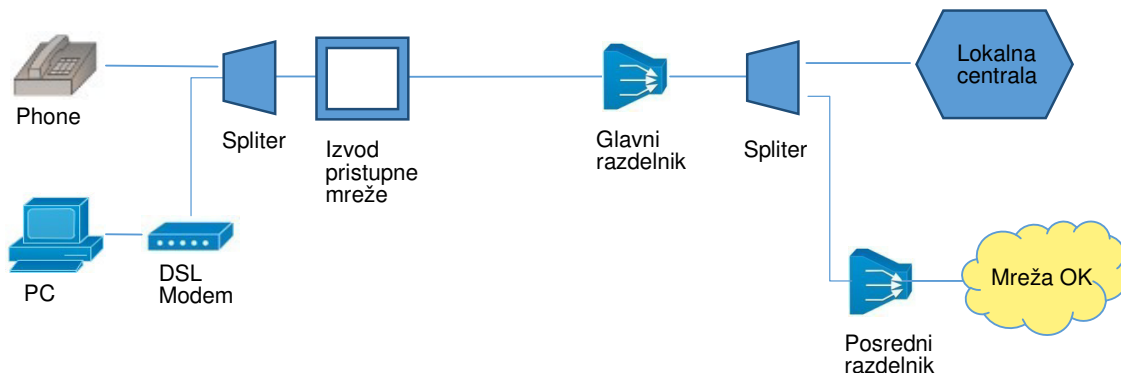 Phone
Spliter
Izvod
pristupne
mreže
Glavni
razdelnik
Spliter
Lokalna
centrala
PC
DSL
Modem
Mreža OK
Posredni
razdelnik